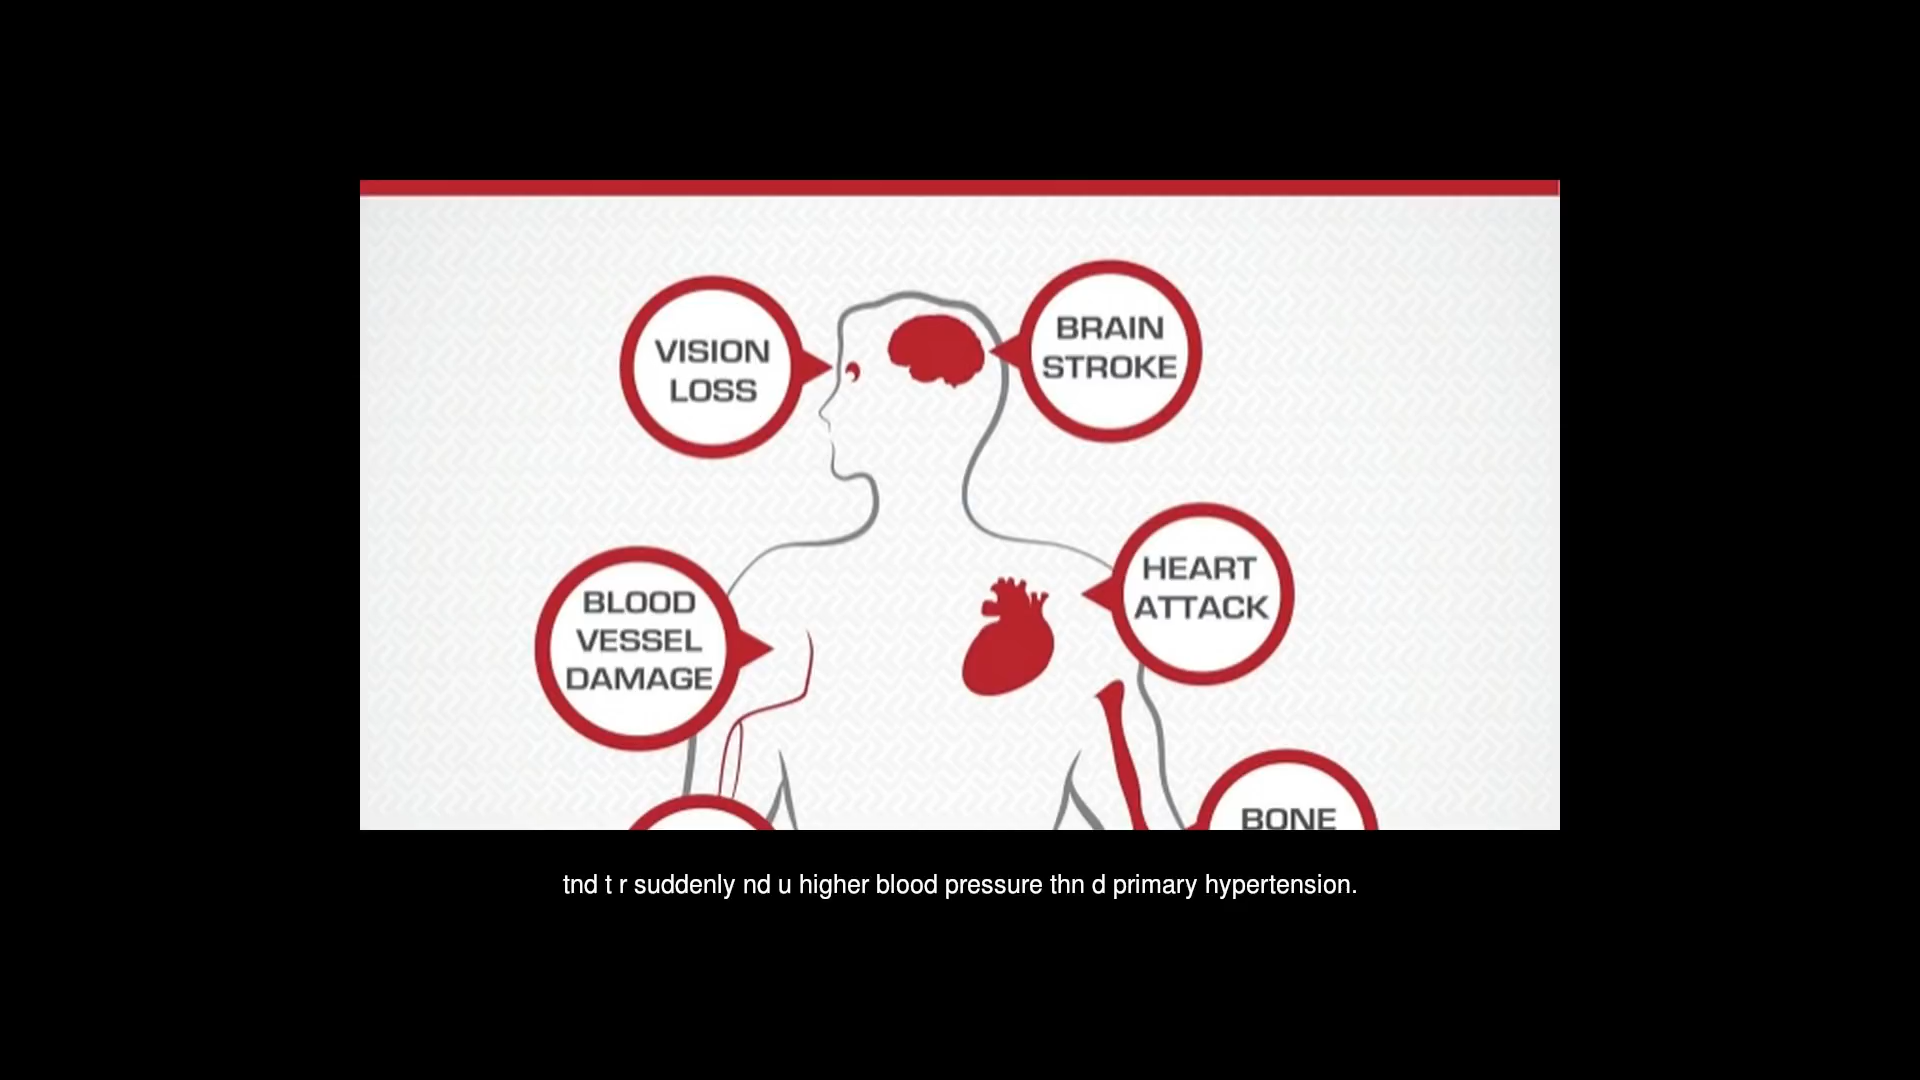 VISION
LOSS
BRAIN
STROKE
HEART
ATTACK
BLOOD
VESSEL
DAMAGE
BONE
tnd t r suddenly nd u higher blood pressure thn d primary hypertension.